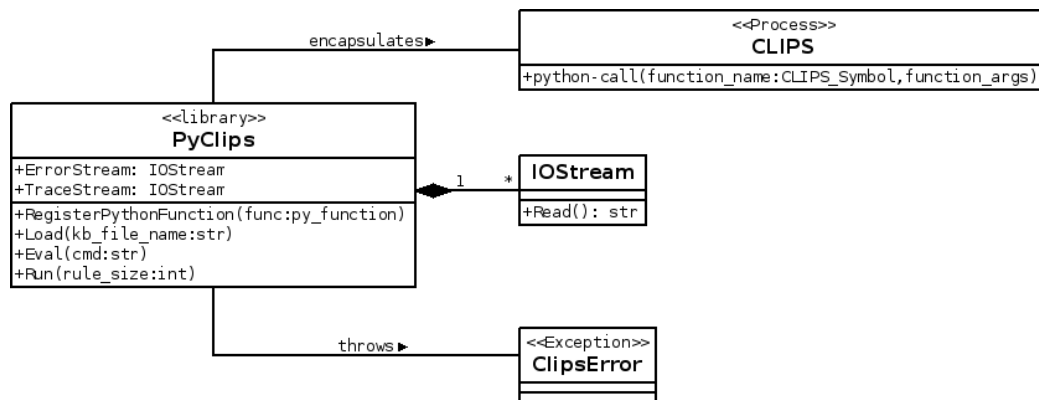 <<Process>>
CLIPS
+python-call(function_name:CLIPS_Symbol,function_args)
encapsulates▶
<<library>>
PyClips
+ErrorStream: IOStream
+TraceStream: IOStream
+RegisterPythonFunction(func:py_function)
+Load(kb_file_name:str)
+Eval(cmd:str)
+Run(rule_size:int)
1
*
IOStream
+Read(): str
throws▶
<<Exception>>
ClipsError